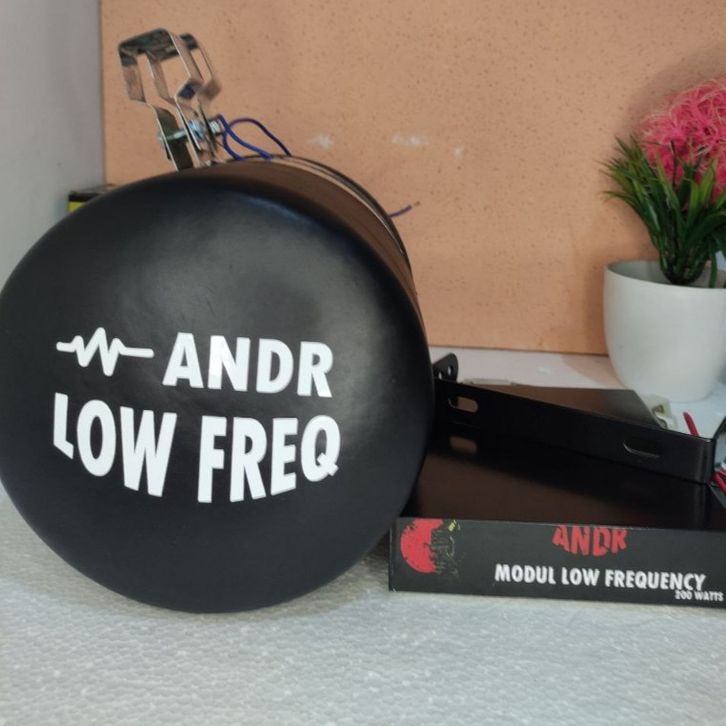 ANDR
LOW FREQ
ANDR
MODUL LOW FREQUENCY
200 WATTS